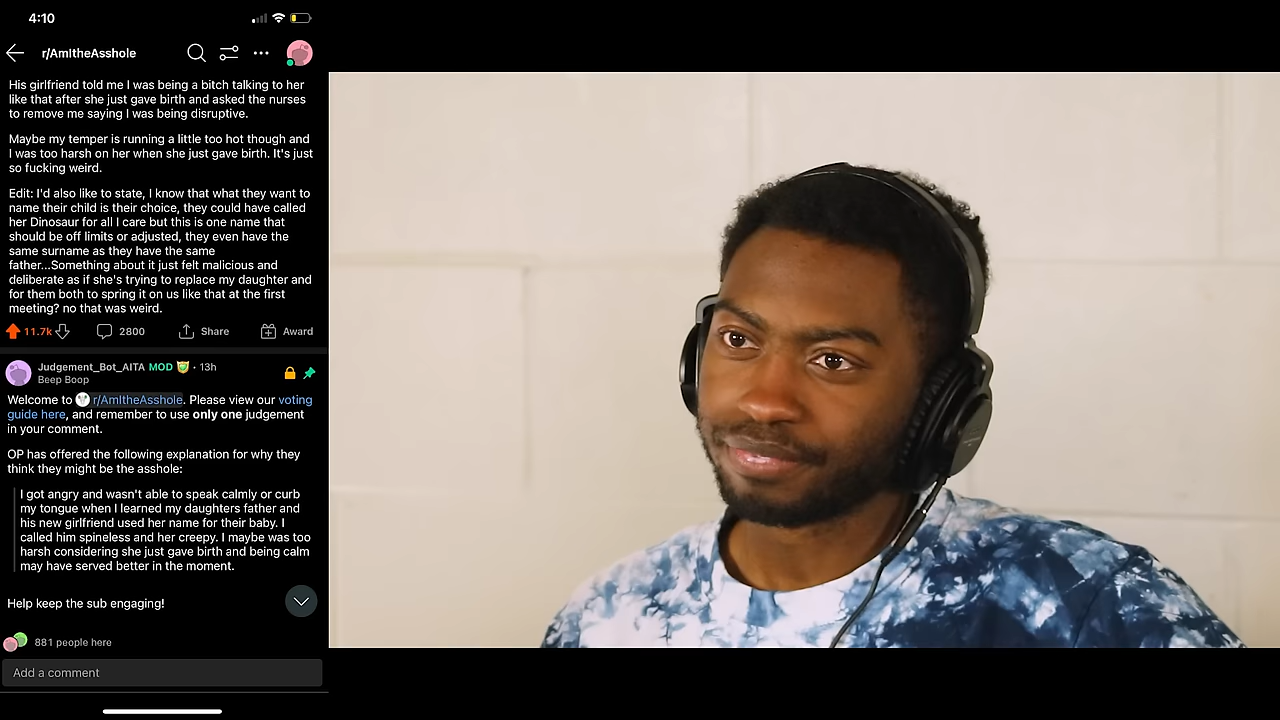 4:10
r/AmItheAsshole
His girlfriend told me I was being a bitch talking to her
like that after she just gave birth and asked the nurses
to remove me saying I was being disruptive.
Maybe my temper is running a little too hot though and
I was too harsh on her when she just gave birth. It's just
so fucking weird.
Edit: I'd also like to state, I know that what they want to
name their child is their choice, they could have called
her Dinosaur for all I care but this is one name that
should be off limits or adjusted, they even have the
same surname as they have the same
father...Something about it just felt malicious and
deliberate as if she's trying to replace my daughter and
for them both to spring it on us like that at the first
meeting? no that was weird.
11.7k 2800 Share Award
Judgement_Bot_AITA MOD • 13h
Beep Boop
Welcome to r/AmItheAsshole. Please view our voting
guide here, and remember to use only one judgement
in your comment.
OP has offered the following explanation for why they
think they might be the asshole:
I got angry and wasn't able to speak calmly or curb
my tongue when I learned my daughters father and
his new girlfriend used her name for their baby. I
called him spineless and her creepy. I maybe was too
harsh considering she just gave birth and being calm
may have served better in the moment.
Help keep the sub engaging!
881 people here
Add a comment